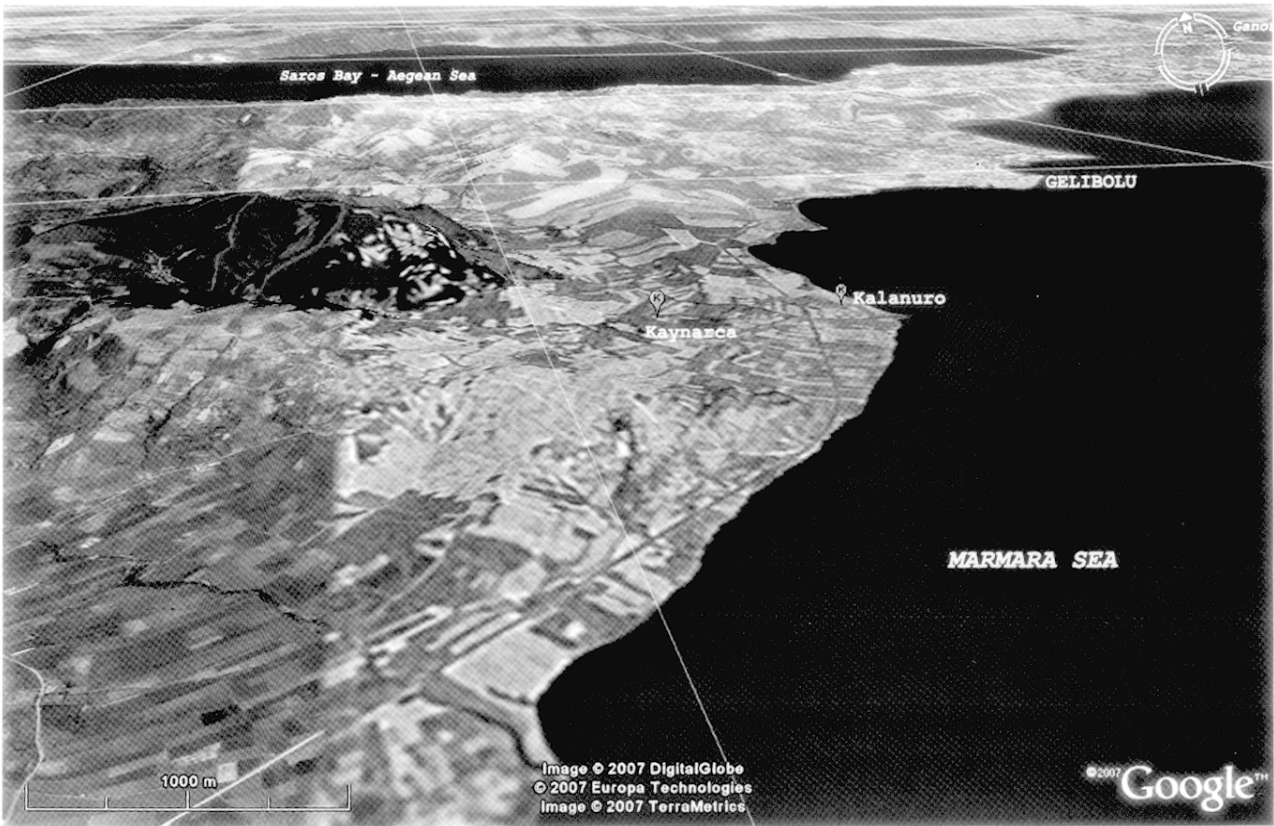 N
Saros Bay - Aegean Sea
GELIBOLU
K
Kalanuro
K
Kaynarca
MARMARA SEA
1000 m
Image © 2007 DigitalGlobe
© 2007 Europa Technologies
Image © 2007 TerraMetrics
©2007 Google™